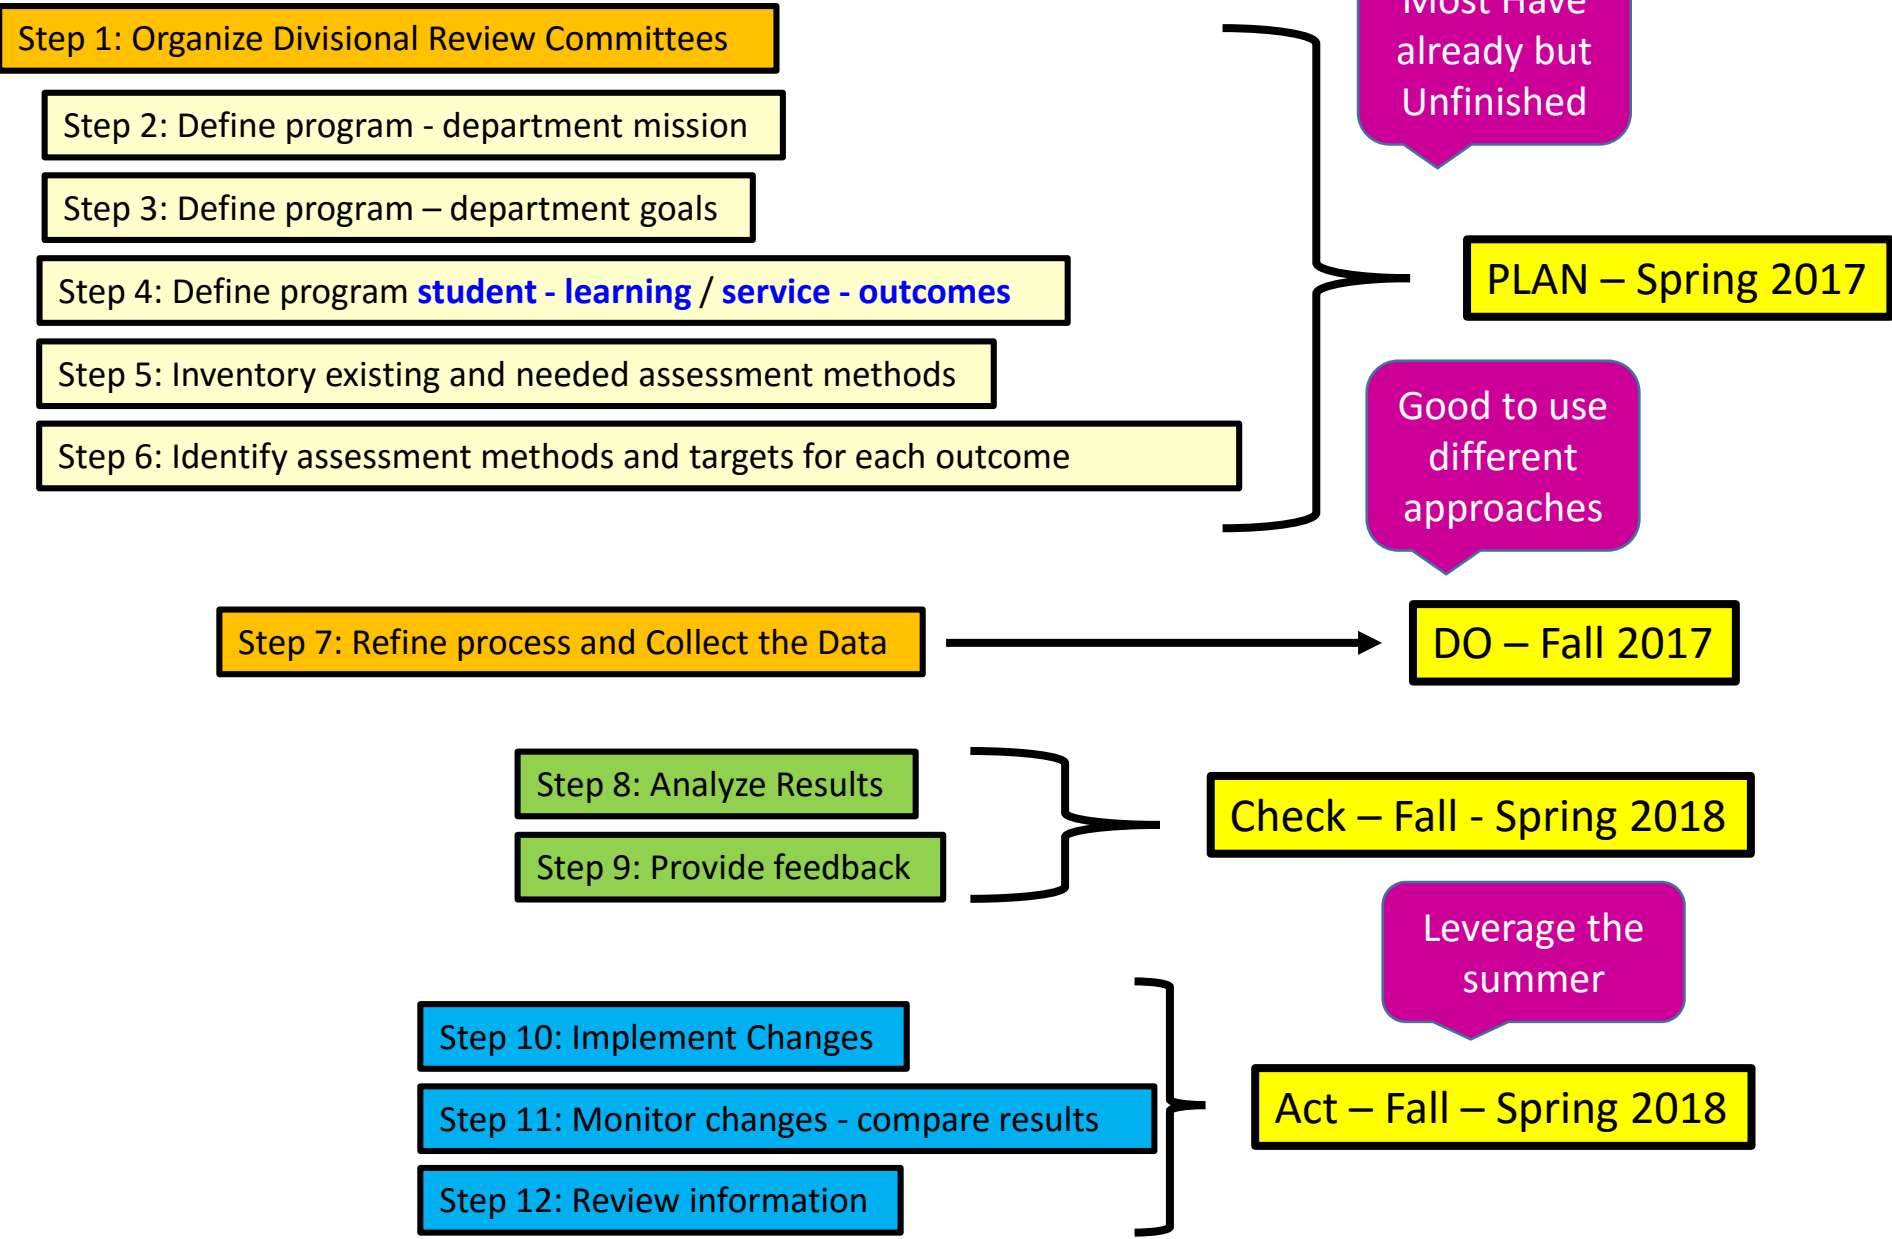 Most Have
already but
Unfinished
Step 1: Organize Divisional Review Committees
Step 2: Define program - department mission
Step 3: Define program – department goals
Step 4: Define program student - learning / service - outcomes
Step 5: Inventory existing and needed assessment methods
Step 6: Identify assessment methods and targets for each outcome
PLAN – Spring 2017
Good to use
different
approaches
Step 7: Refine process and Collect the Data
DO – Fall 2017
Step 8: Analyze Results
Step 9: Provide feedback
Check – Fall - Spring 2018
Leverage the
summer
Step 10: Implement Changes
Step 11: Monitor changes - compare results
Step 12: Review information
Act – Fall – Spring 2018